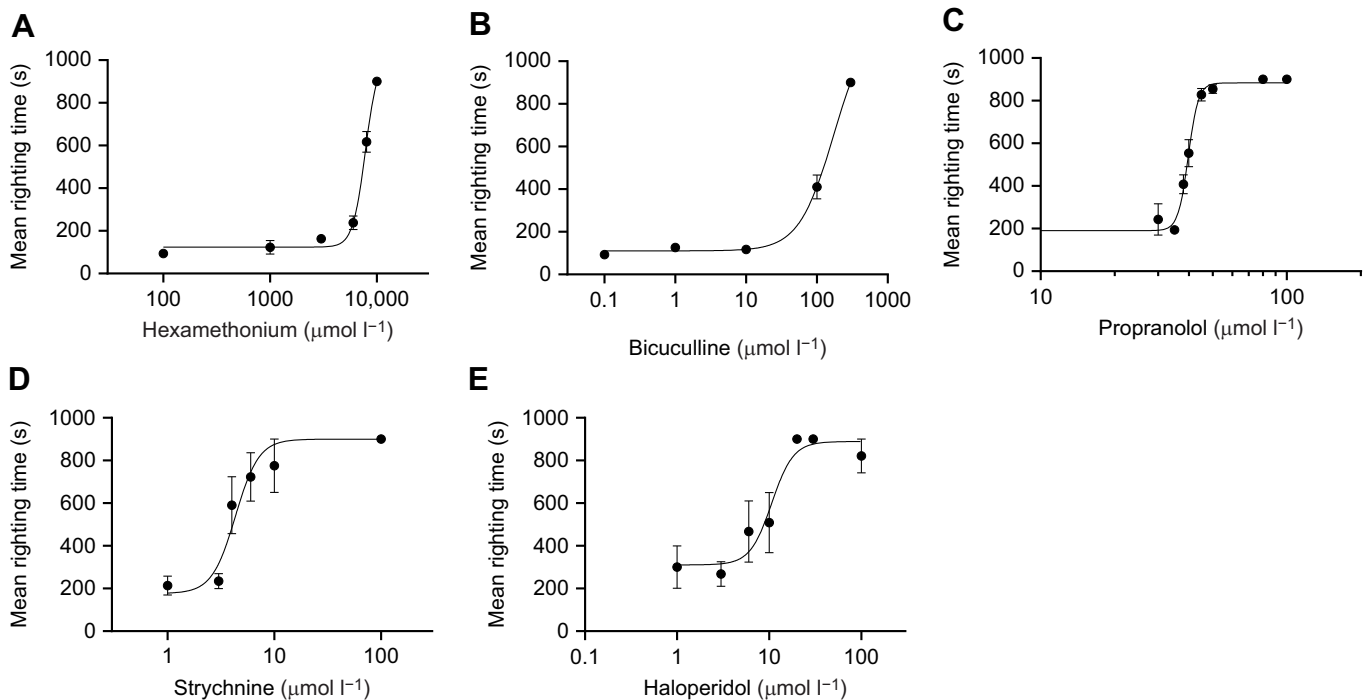 A
Mean righting time (s)
1000
800
600
400
200
0
100 1000 10,000
Hexamethonium (μmol l⁻¹)
B
Mean righting time (s)
1000
800
600
400
200
0
0.1 1 10 100 1000
Bicuculline (μmol l⁻¹)
C
Mean righting time (s)
1000
800
600
400
200
0
10 100
Propranolol (μmol l⁻¹)
D
Mean righting time (s)
1000
800
600
400
200
0
1 10 100
Strychnine (μmol l⁻¹)
E
Mean righting time (s)
1000
800
600
400
200
0
0.1 1 10 100
Haloperidol (μmol l⁻¹)